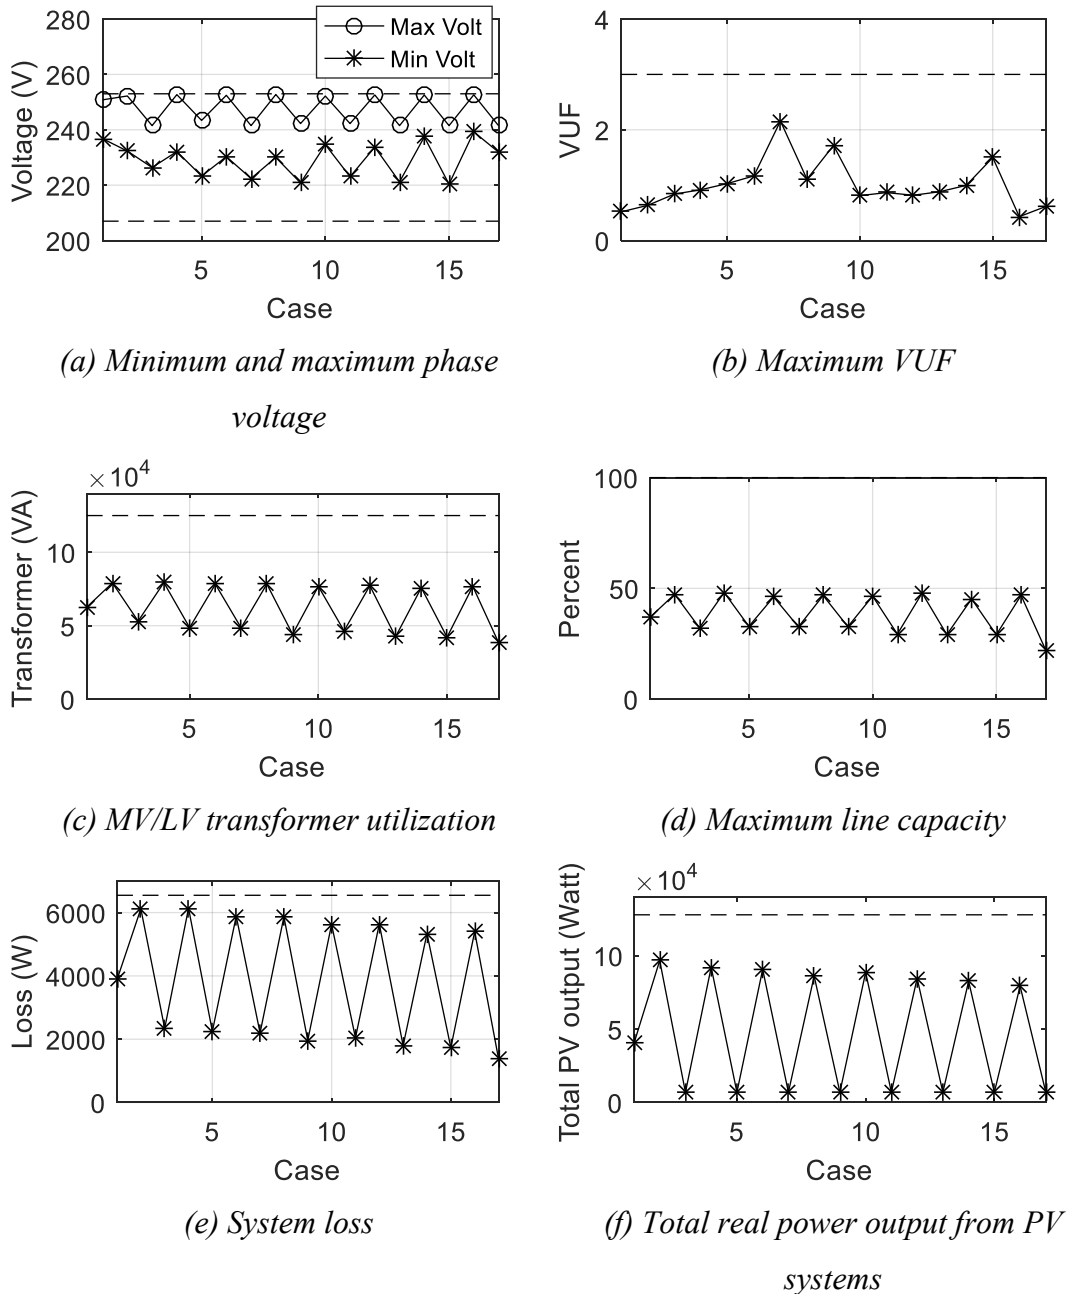 280
260
240
220
200
Voltage (V)
Max Volt
Min Volt
5
10
15
Case
(a) Minimum and maximum phase
voltage
4
2
0
VUF
5
10
15
Case
(b) Maximum VUF
×10⁴
10
5
0
Transformer (VA)
5
10
15
Case
(c) MV/LV transformer utilization
100
50
0
Percent
5
10
15
Case
(d) Maximum line capacity
6000
4000
2000
0
Loss (W)
5
10
15
Case
(e) System loss
×10⁴
10
5
0
Total PV output (Watt)
5
10
15
Case
(f) Total real power output from PV
systems